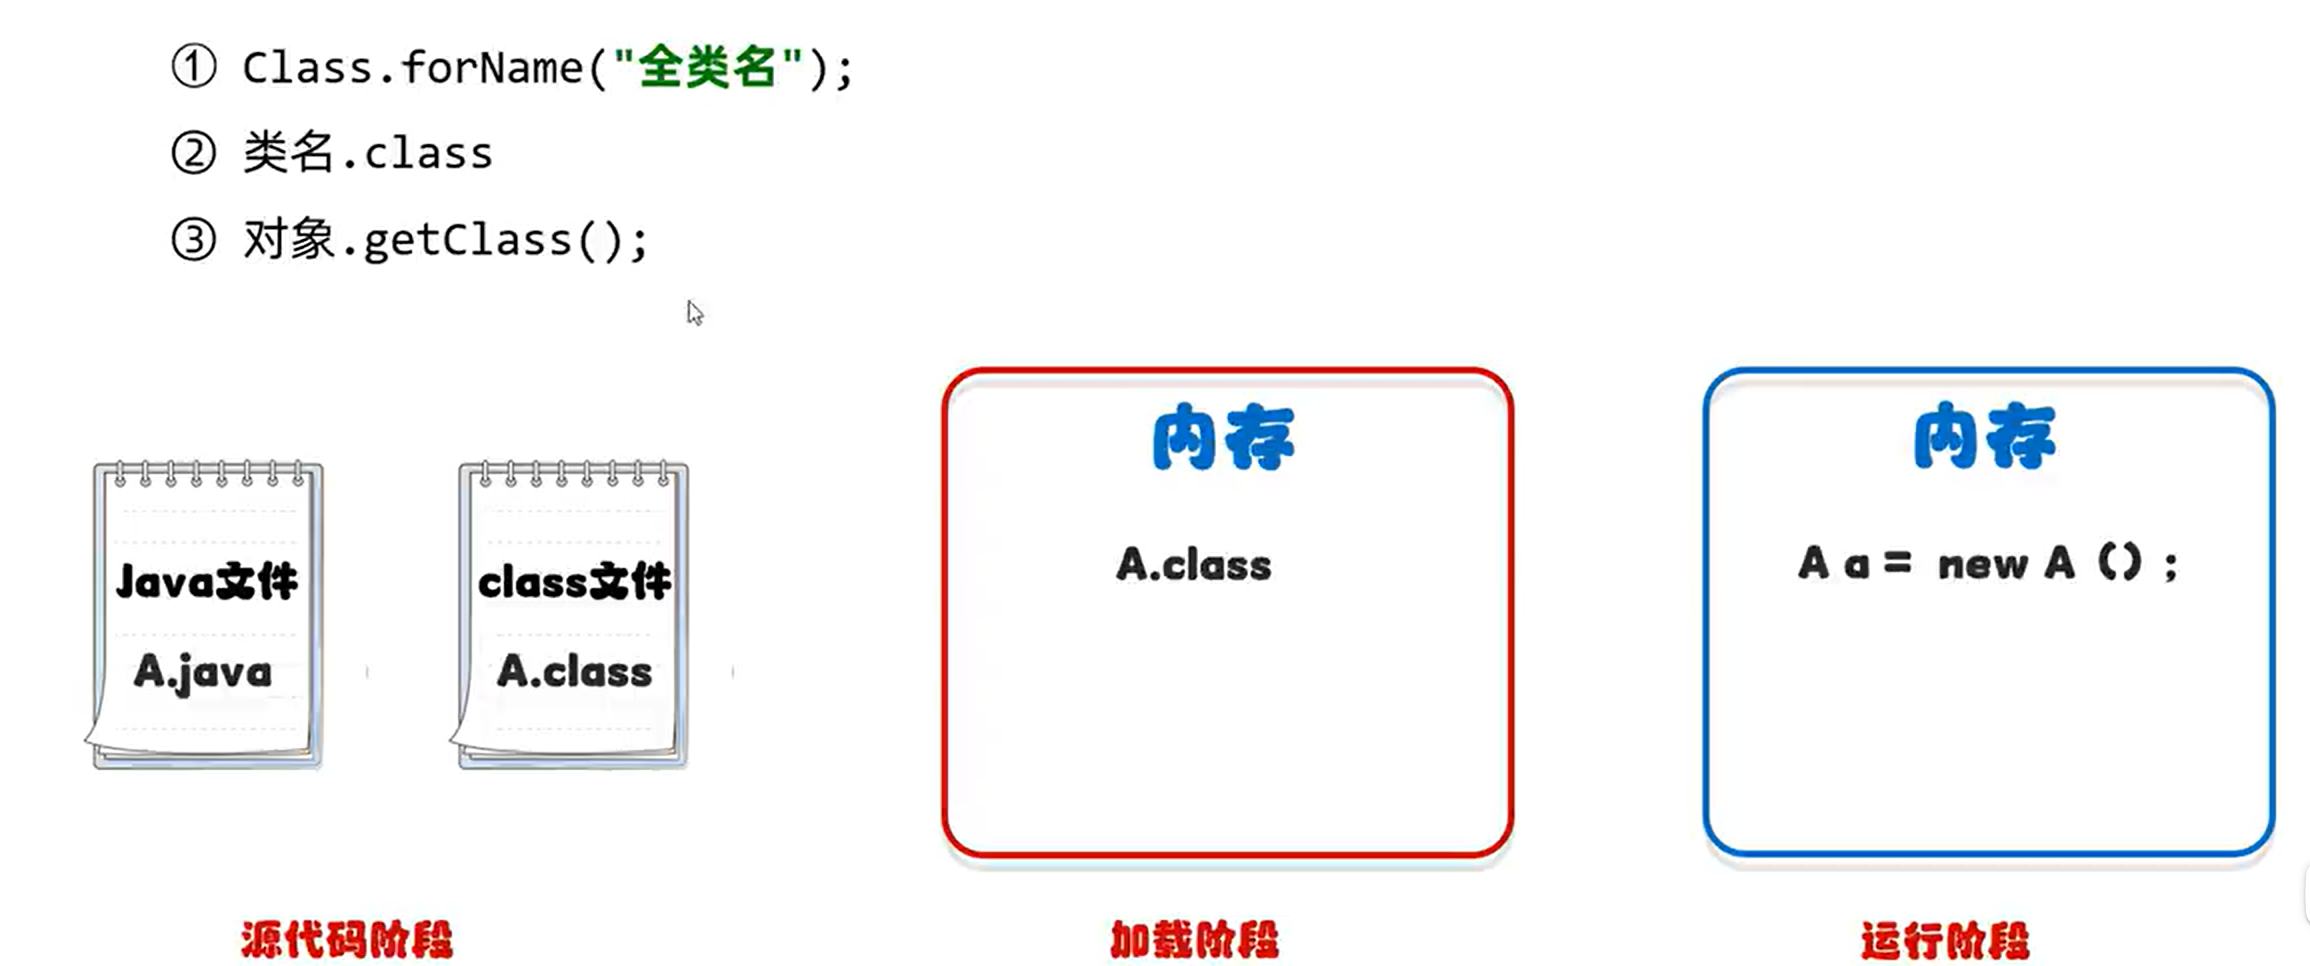 ① Class.forName("全类名");
② 类名.class
③ 对象.getClass();
Java文件
A.java
class文件
A.class
内存
A.class
内存
A a = new A () ;
源代码阶段
加载阶段
运行阶段